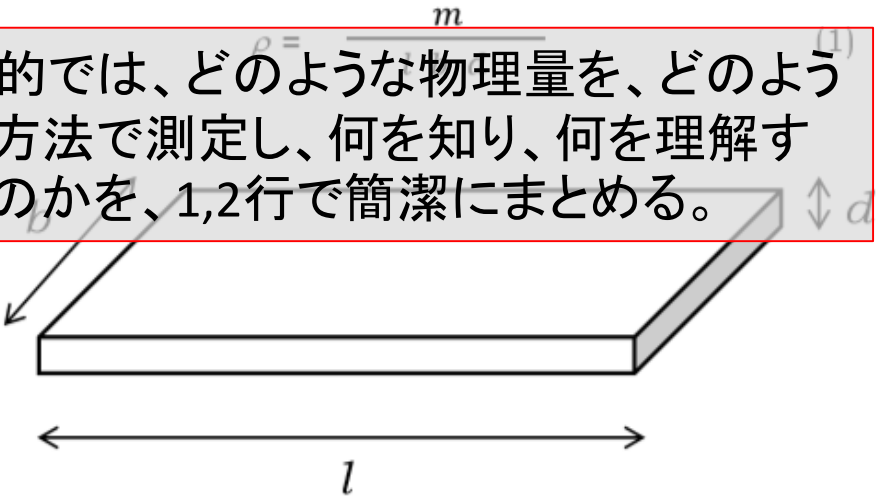 m
ρ =
(1)
的では、どのような物理量を、どのよう
方法で測定し、何を知り、何を理解す
のかを、1,2行で簡潔にまとめる。
b
d
l